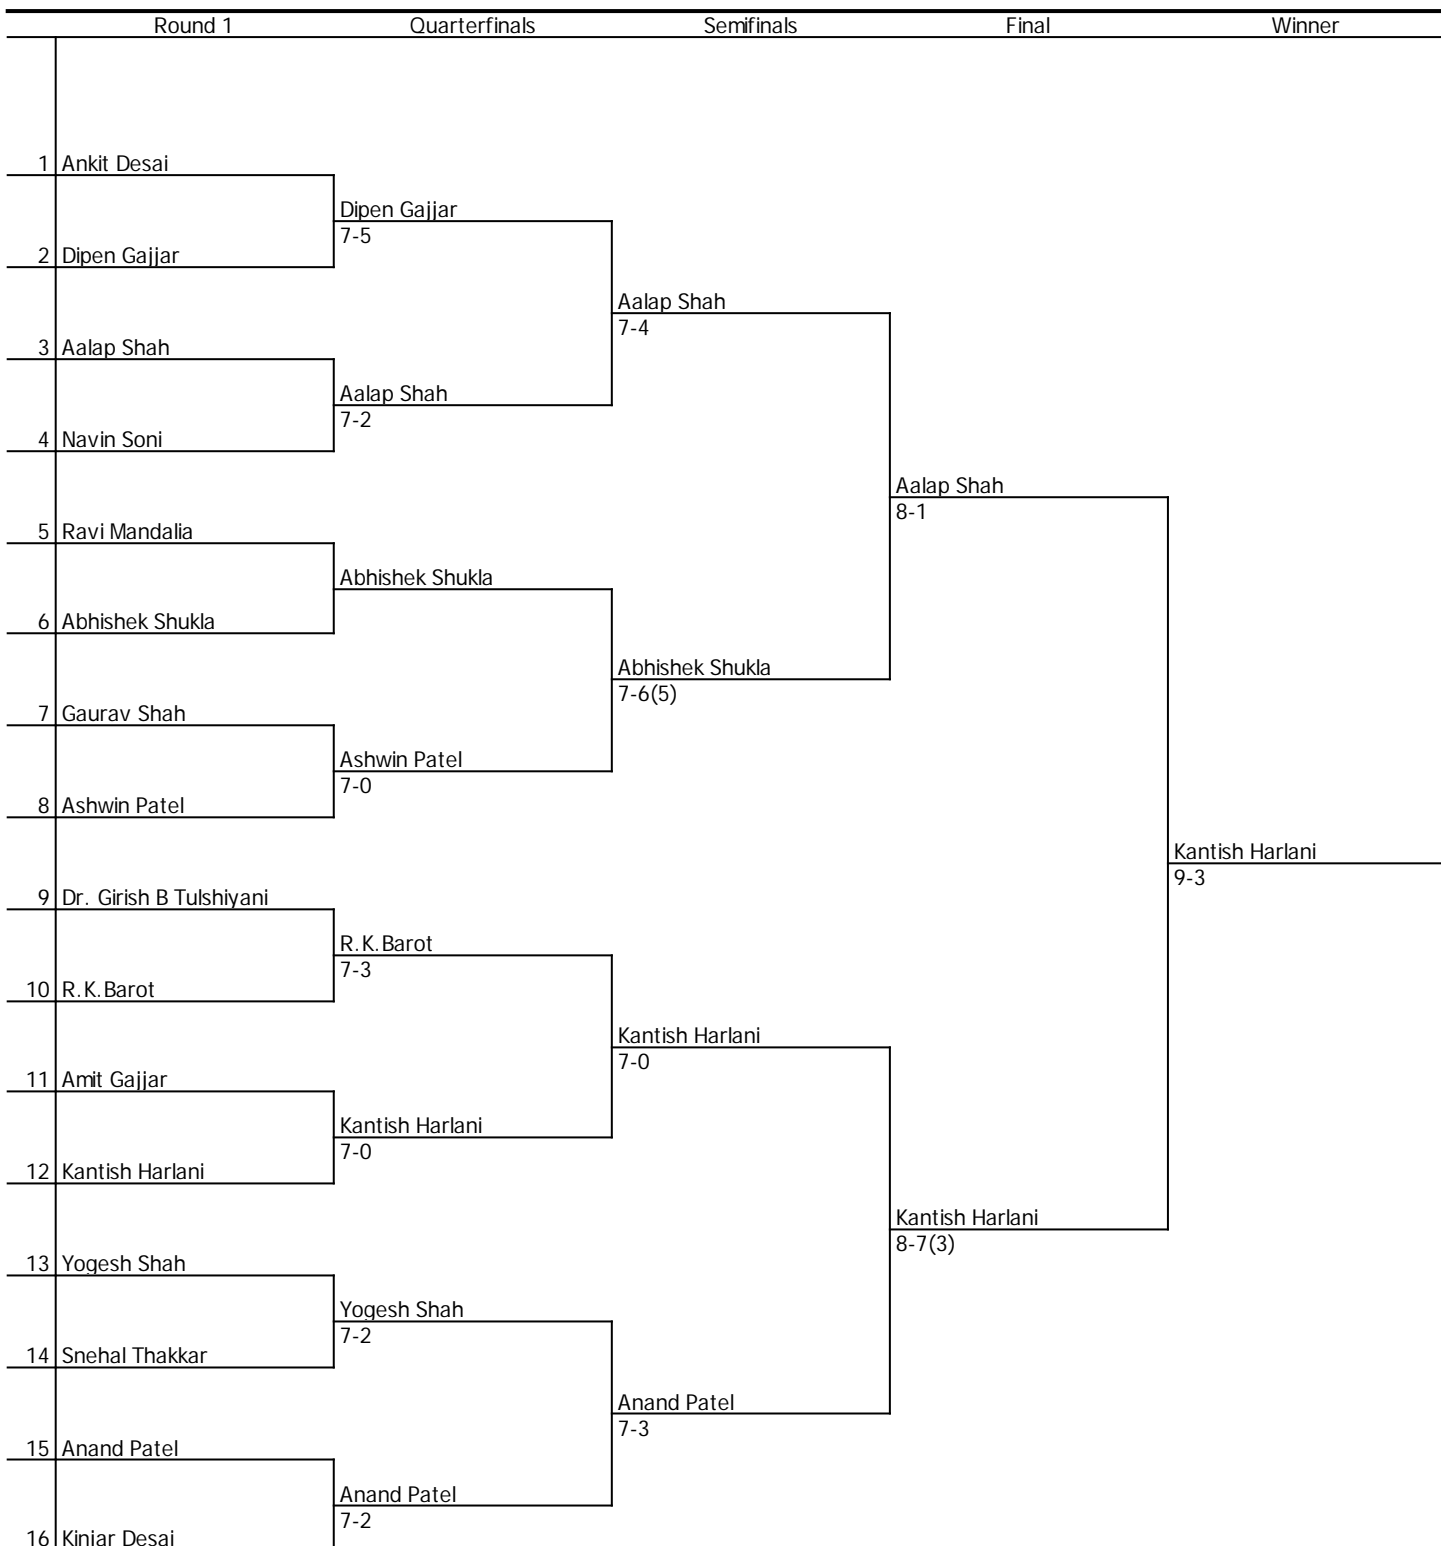 Round 1 Quarterfinals Semifinals Final Winner
1 Ankit Desai
Dipen Gajjar
7-5
2 Dipen Gajjar
Aalap Shah
7-4
3 Aalap Shah
Aalap Shah
7-2
4 Navin Soni
Aalap Shah
8-1
5 Ravi Mandalia
Abhishek Shukla
6 Abhishek Shukla
Abhishek Shukla
7-6(5)
7 Gaurav Shah
Ashwin Patel
7-0
8 Ashwin Patel
Kantish Harlani
9-3
9 Dr. Girish B Tulshiyani
R.K.Barot
7-3
10 R.K.Barot
Kantish Harlani
7-0
11 Amit Gajjar
Kantish Harlani
7-0
12 Kantish Harlani
Kantish Harlani
8-7(3)
13 Yogesh Shah
Yogesh Shah
7-2
14 Snehal Thakkar
Anand Patel
7-3
15 Anand Patel
Anand Patel
7-2
16 Kinjar Desai